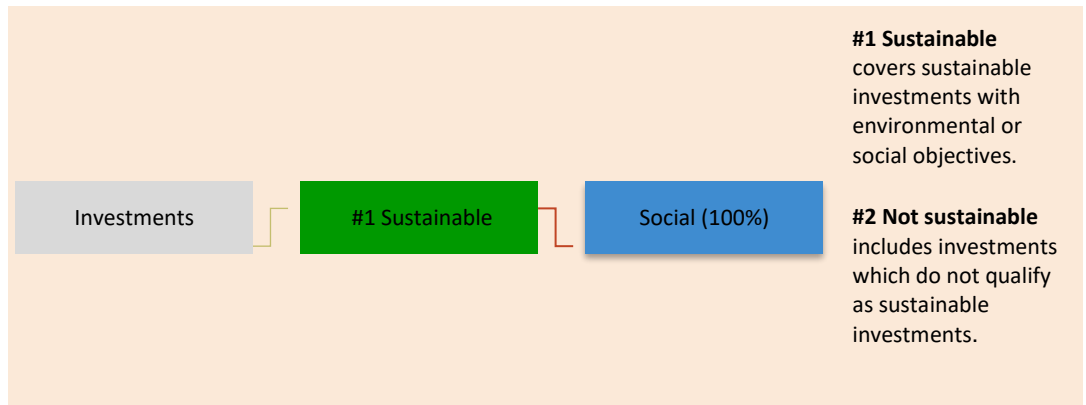 Investments
#1 Sustainable
Social (100%)
#1 Sustainable
covers sustainable
investments with
environmental or
social objectives.
#2 Not sustainable
includes investments
which do not qualify
as sustainable
investments.